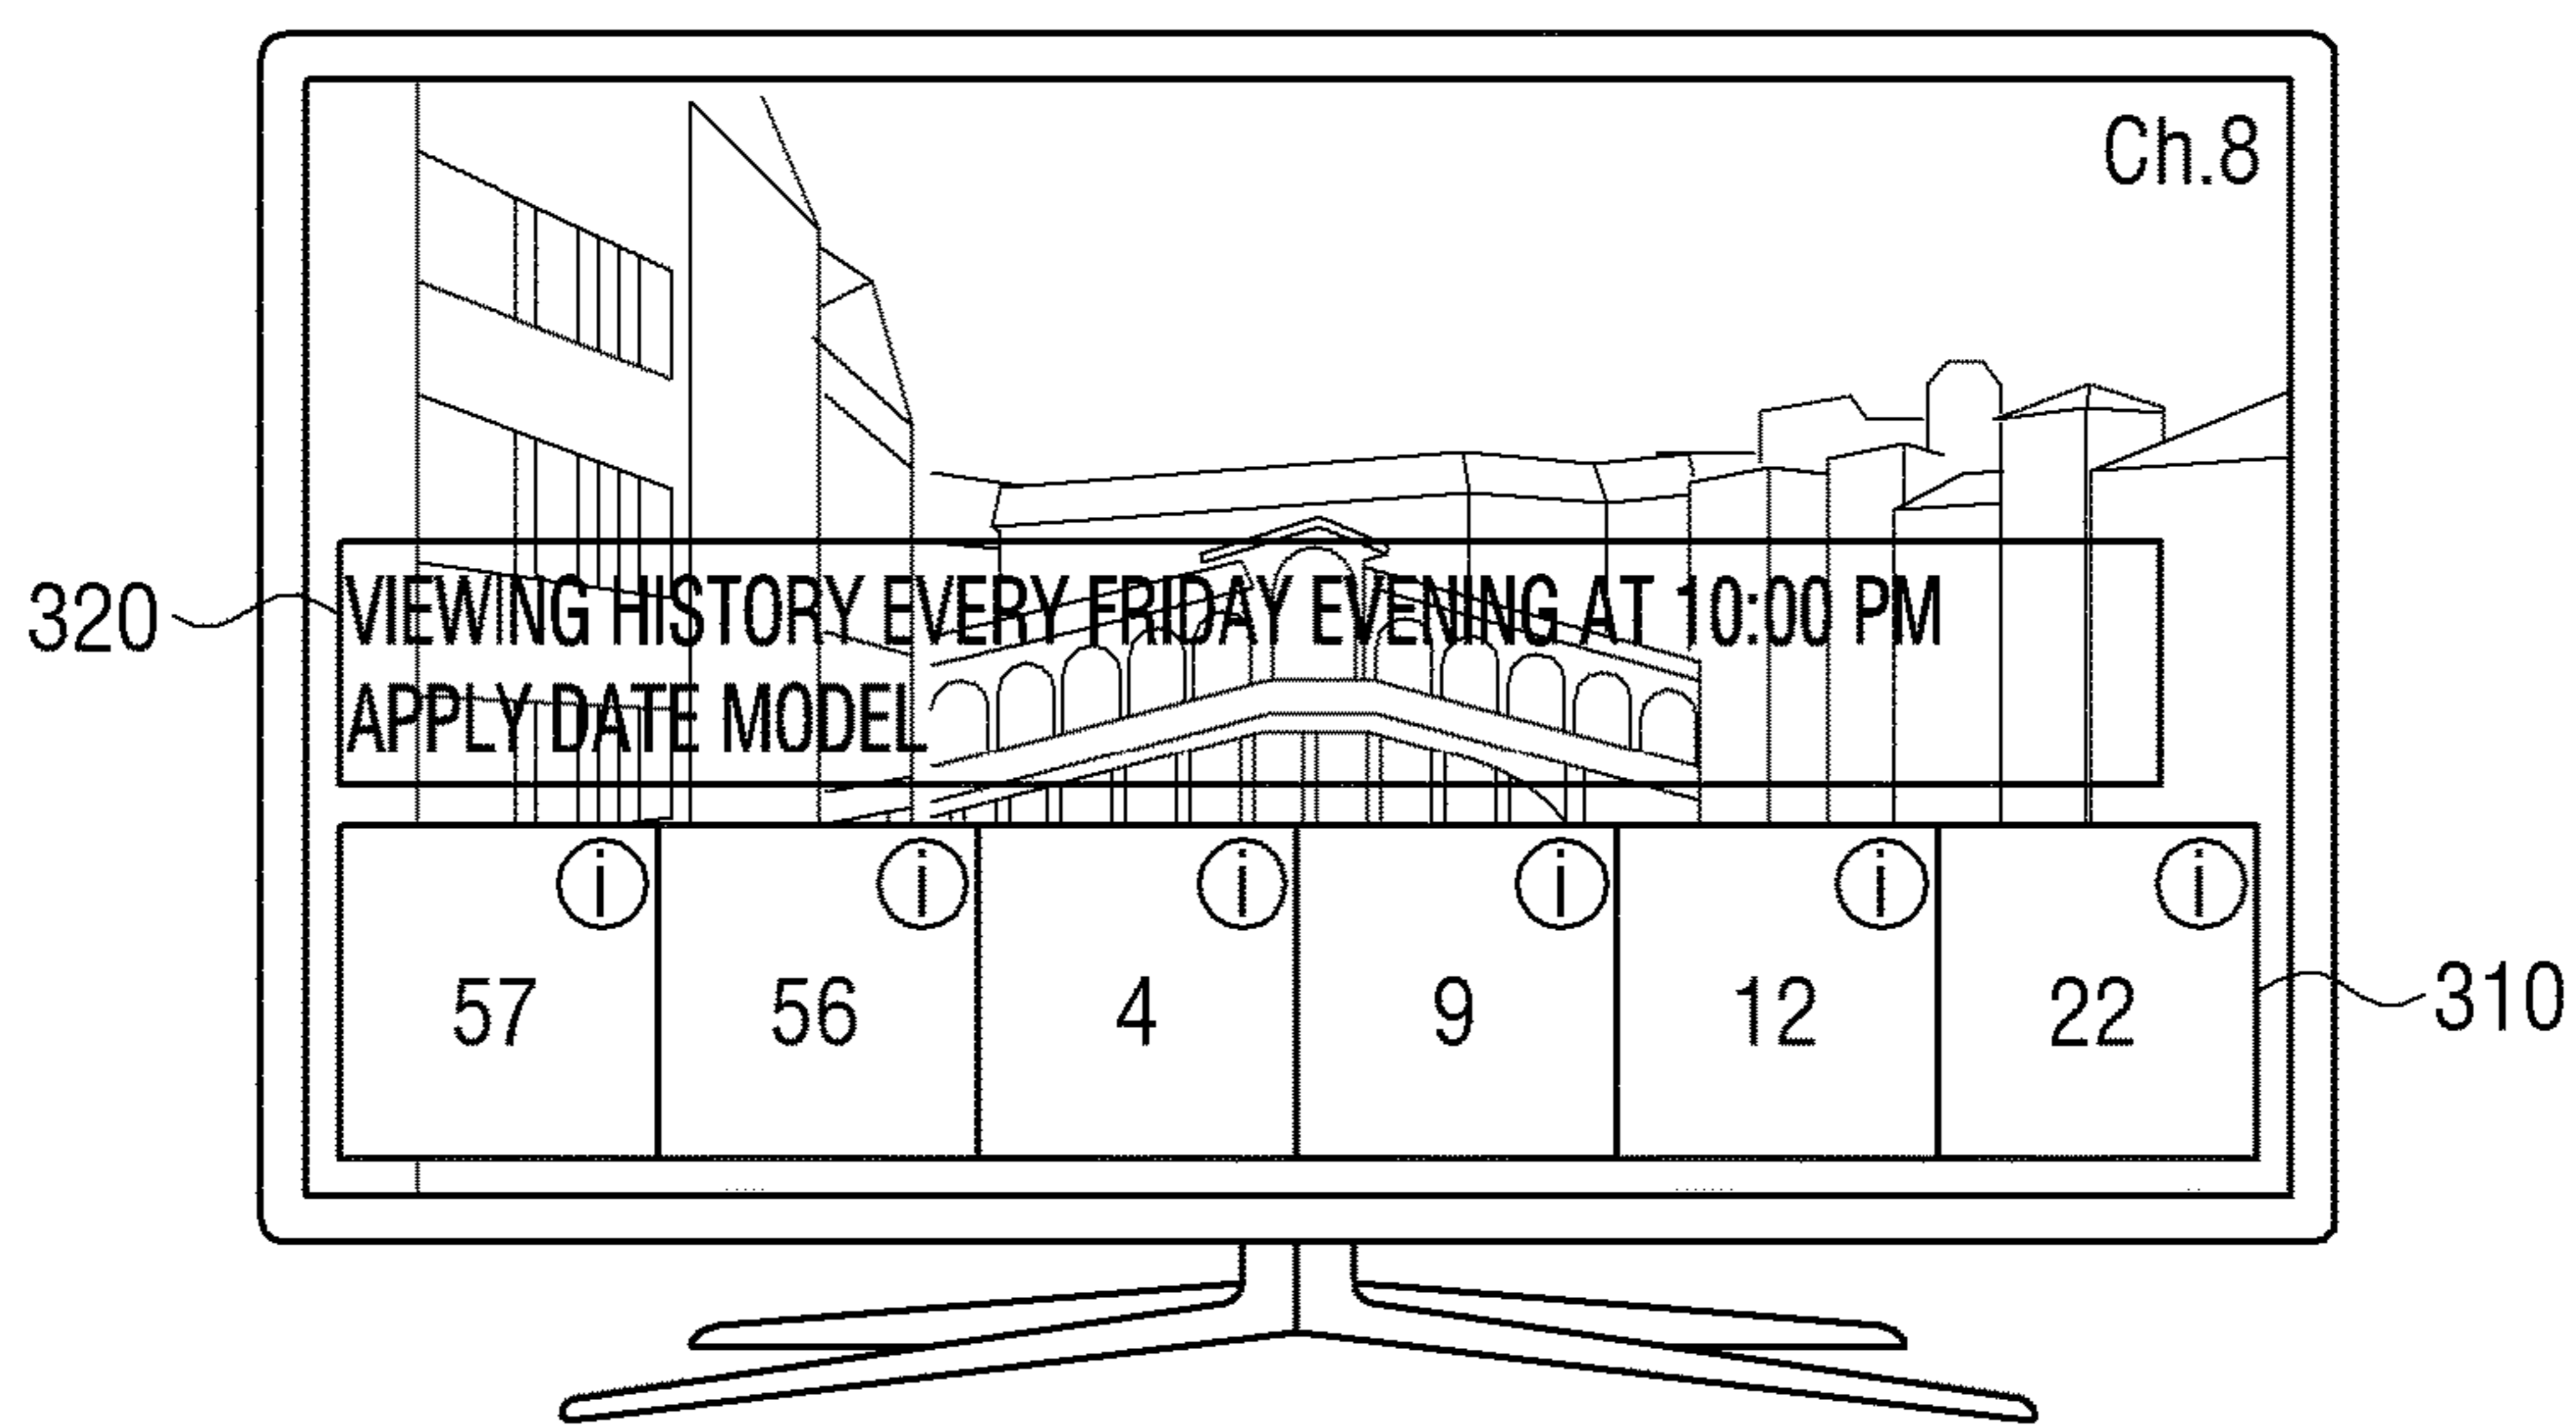 Ch.8
320
VIEWING HISTORY EVERY FRIDAY EVENING AT 10:00 PM
APPLY DATE MODEL
i i i i i i
57 56 4 9 12 22
310